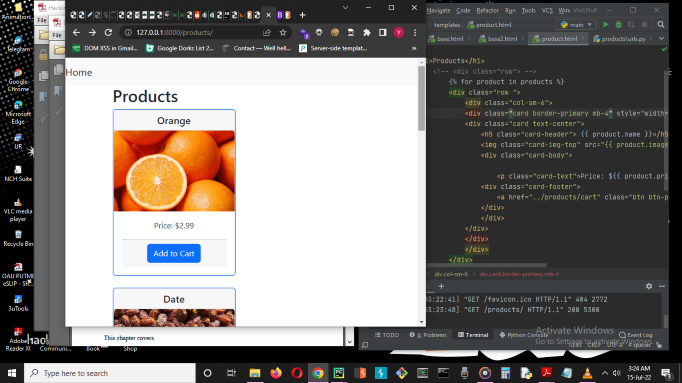 Animation...
Telegram
Google Chrome
Microsoft Edge
UR
NCH Suite
VLC media player
Recycle Bin
OAU PUTME eSLIP - Sh...
3uTools
Adobe Reader XI
Communi...
Book
Shop
File
127.0.0.1:8000/products/
DOM XSS in Gmail...
Google Dorks List 2...
Contact — Well hell...
Server-side templat...
Home
Products
Orange
Price: $2.99
Add to Cart
Date
This chapter covers
Navigate Code Refactor Run Tools VCS Window Help
templates product.html main
base.html base2.html product.html products\urls.py
>Products</h1>
<!-- <div class="row"> -->
{% for product in products %}
<div class="row ">
<div class="col-sm-6">
<div class="card border-primary mb-4" style="width
<div class="card text-center">
<h5 class="card-header"> {{ product.name }}</h5
<img class="card-img-top" src="{{ product.image
<div class="card-body">
<p class="card-text">Price: ${{ product.pri
<div class="card-footer">
<a href="../products/cart" class="btn btn-p
</div>
</div>
</div>
</div>
</div>
</div>
div.col-sm-6 div.card.border-primary.mb-4
03:22:41] "GET /favicon.ico HTTP/1.1" 404 2772
03:23:48] "GET /products/ HTTP/1.1" 200 5300
TODO Problems Terminal Python Console Event Log
Activate Windows
Go to Settings to activate Windows.
Type here to search
3:24 AM
15-Jul-22